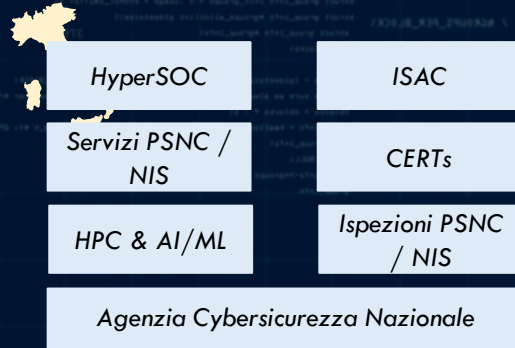 HyperSOC
ISAC
Servizi PSNC /
NIS
CERTs
HPC & AI/ML
Ispezioni PSNC
/ NIS
Agenzia Cybersicurezza Nazionale